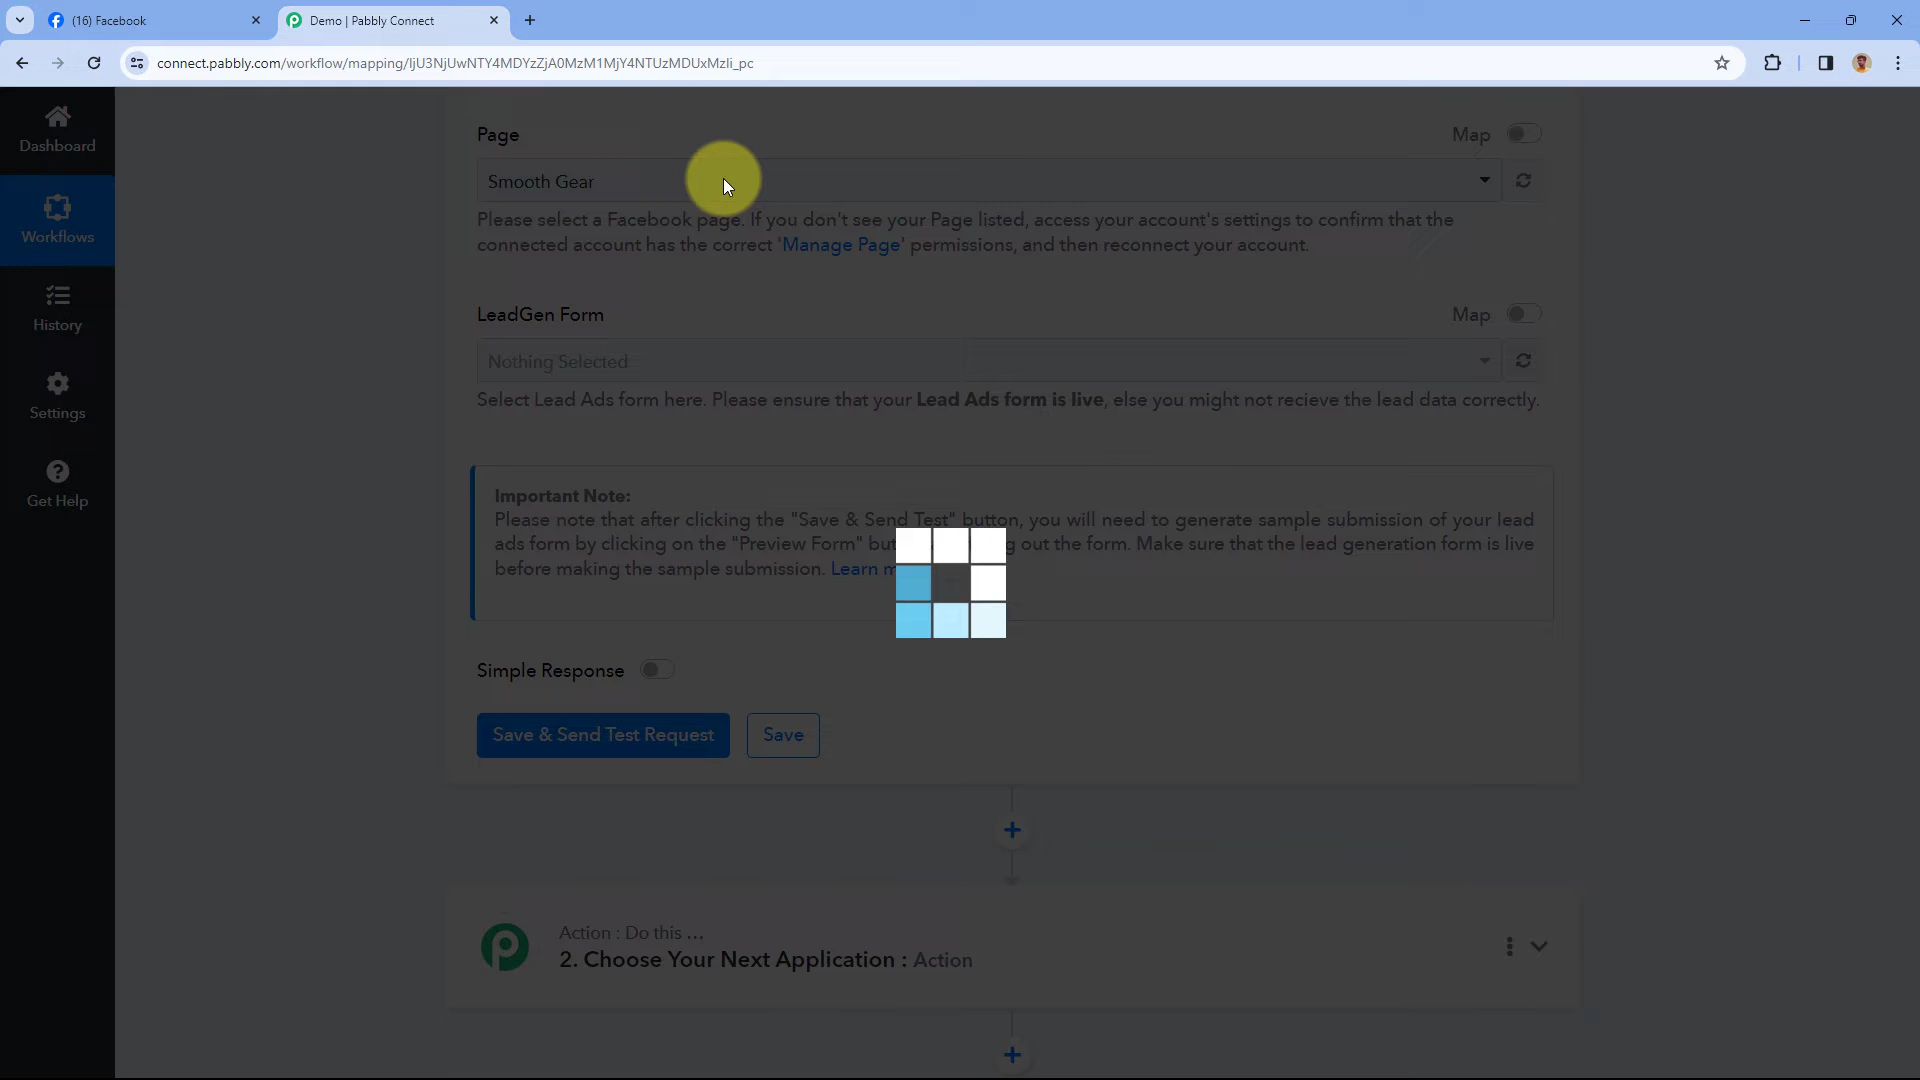 (16) Facebook
Demo | Pabbly Connect
connect.pabbly.com/workflow/mapping/IjU3NjUwNTY4MDYzZjA0MzM1MjY4NTUzMDUxMzIi_pc
Dashboard
Workflows
History
Settings
Get Help
Page
Map
Smooth Gear
Please select a Facebook page. If you don't see your Page listed, access your account's settings to confirm that the
connected account has the correct 'Manage Page' permissions, and then reconnect your account.
LeadGen Form
Map
Nothing Selected
Select Lead Ads form here. Please ensure that your Lead Ads form is live, else you might not recieve the lead data correctly.
Important Note:
Please note that after clicking the "Save & Send Test" button, you will need to generate sample submission of your lead
ads form by clicking on the "Preview Form" but g out the form. Make sure that the lead generation form is live
before making the sample submission. Learn m
Simple Response
Save & Send Test Request
Save
Action : Do this ...
2. Choose Your Next Application : Action